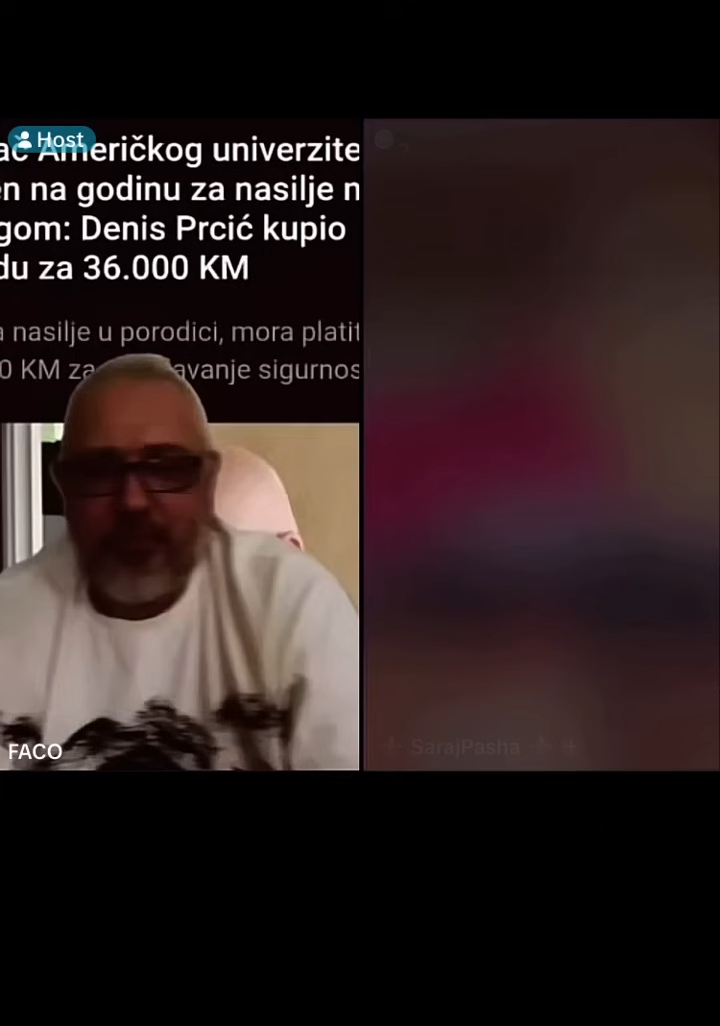 Host
ac Američkog univerzite
en na godinu za nasilje n
gom: Denis Prcić kupio
du za 36.000 KM
a nasilje u porodici, mora platit
0 KM za avanje sigurnos
FACO
SarajPasha